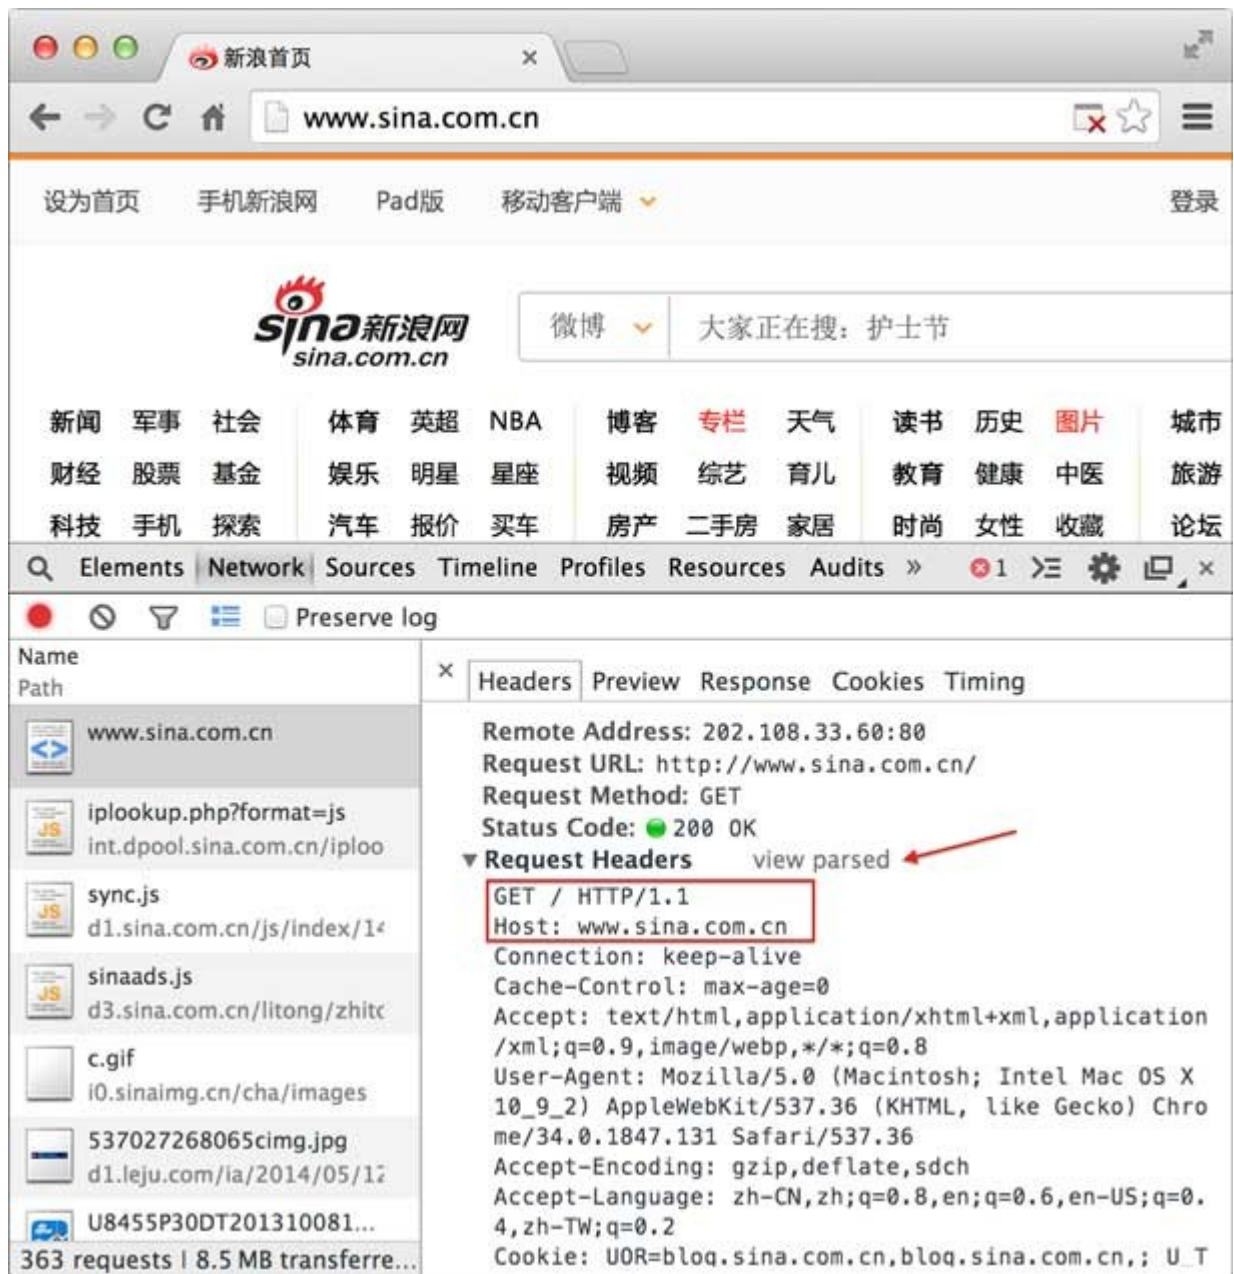 新浪首页
www.sina.com.cn
设为首页 手机新浪网 Pad版 移动客户端 登录
sina新浪网
sina.com.cn
微博 大家正在搜：护士节
新闻 军事 社会 体育 英超 NBA 博客 专栏 天气 读书 历史 图片 城市
财经 股票 基金 娱乐 明星 星座 视频 综艺 育儿 教育 健康 中医 旅游
科技 手机 探索 汽车 报价 买车 房产 二手房 家居 时尚 女性 收藏 论坛
Elements Network Sources Timeline Profiles Resources Audits » 1
Preserve log
Name
Path
www.sina.com.cn
iplookup.php?format=js
int.dpool.sina.com.cn/iploo
sync.js
d1.sina.com.cn/js/index/14
sinaads.js
d3.sina.com.cn/litong/zhitc
c.gif
i0.sinaimg.cn/cha/images
537027268065cimg.jpg
d1.leju.com/ia/2014/05/12
U8455P30DT201310081...
363 requests | 8.5 MB transferre...
Headers Preview Response Cookies Timing
Remote Address: 202.108.33.60:80
Request URL: http://www.sina.com.cn/
Request Method: GET
Status Code: 200 OK
Request Headers view parsed
GET / HTTP/1.1
Host: www.sina.com.cn
Connection: keep-alive
Cache-Control: max-age=0
Accept: text/html,application/xhtml+xml,application
/xml;q=0.9,image/webp,*/*;q=0.8
User-Agent: Mozilla/5.0 (Macintosh; Intel Mac OS X
10_9_2) AppleWebKit/537.36 (KHTML, like Gecko) Chro
me/34.0.1847.131 Safari/537.36
Accept-Encoding: gzip,deflate,sdch
Accept-Language: zh-CN,zh;q=0.8,en;q=0.6,en-US;q=0.
4,zh-TW;q=0.2
Cookie: UOR=blog.sina.com.cn,blog.sina.com.cn,; U_T